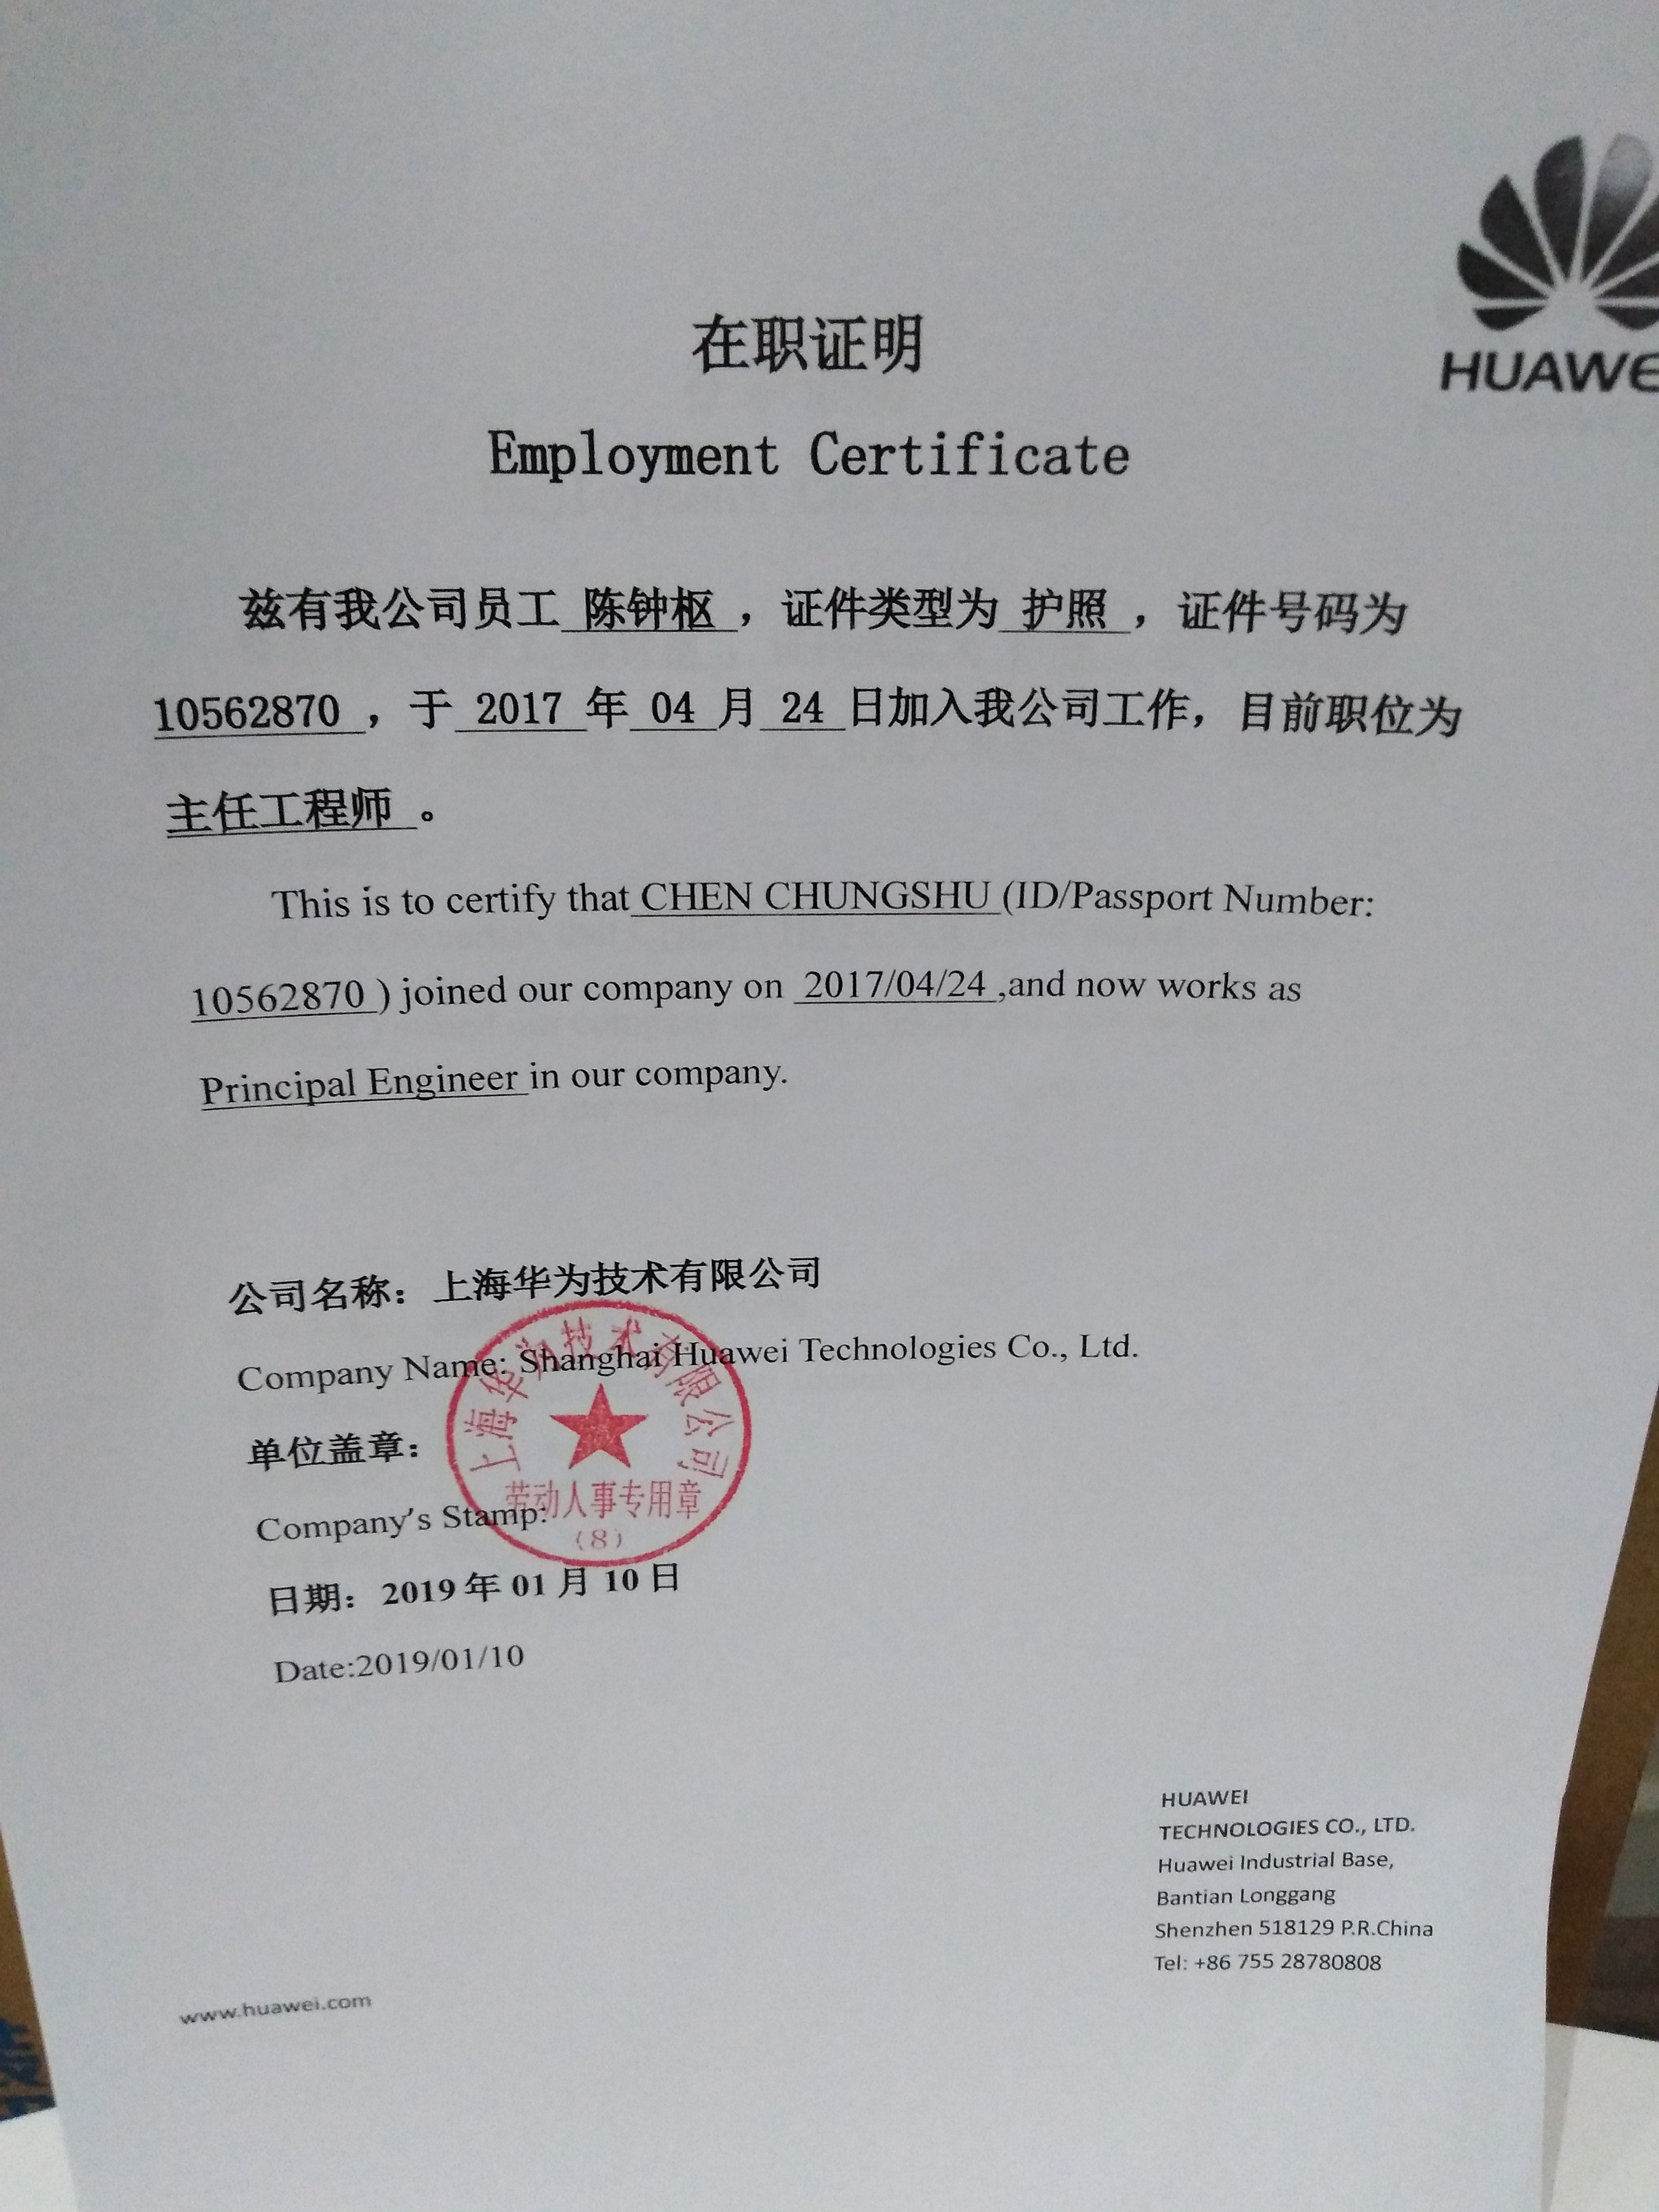 HUAWE
在职证明
Employment Certificate
兹有我公司员工 陈钟枢 ，证件类型为 护照 ，证件号码为
10562870 ，于 2017 年 04 月 24 日加入我公司工作，目前职位为
主任工程师 。
This is to certify that CHEN CHUNGSHU (ID/Passport Number:
10562870 ) joined our company on 2017/04/24 ,and now works as
Principal Engineer in our company.
公司名称：上海华为技术有限公司
Company Name: Shanghai Huawei Technologies Co., Ltd.
单位盖章：
Company's Stamp:
上海华为技术有限公司
劳动人事专用章
(8)
日期：2019 年 01 月 10 日
Date:2019/01/10
HUAWEI
TECHNOLOGIES CO., LTD.
Huawei Industrial Base,
Bantian Longgang
Shenzhen 518129 P.R.China
Tel: +86 755 28780808
www.huawei.com